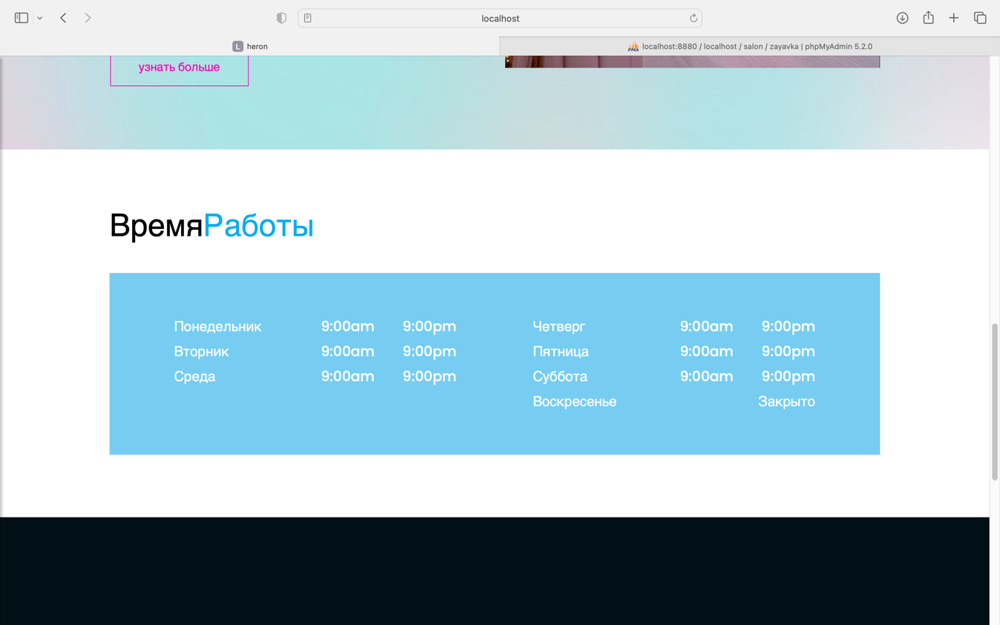 localhost
L heron
PMA localhost:8880 / localhost / salon / zayavka | phpMyAdmin 5.2.0
узнать больше
ВремяРаботы
Понедельник 9:00am 9:00pm
Вторник 9:00am 9:00pm
Среда 9:00am 9:00pm
Четверг 9:00am 9:00pm
Пятница 9:00am 9:00pm
Суббота 9:00am 9:00pm
Воскресенье Закрыто